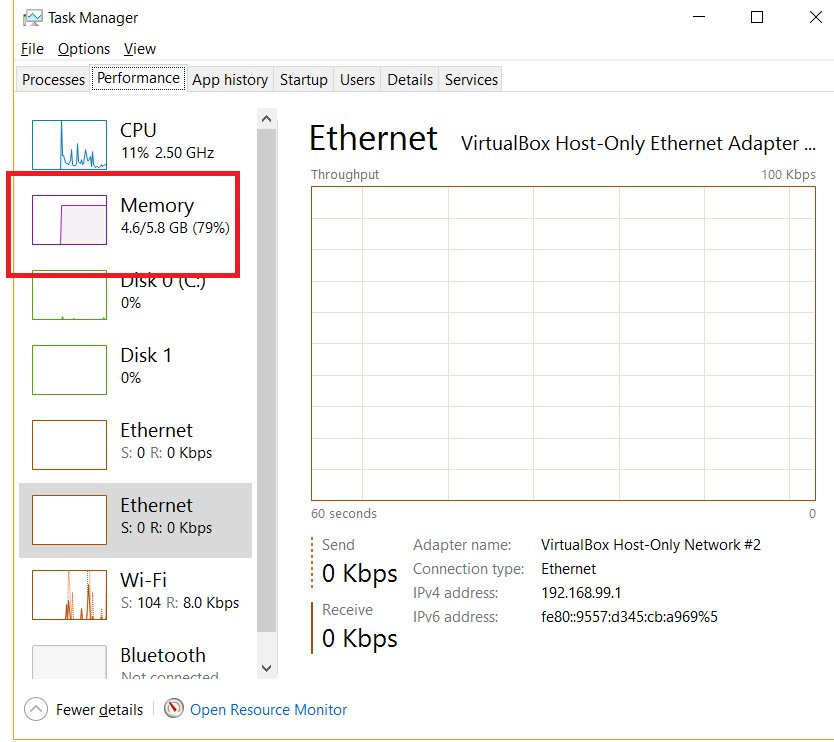 Task Manager
File Options View
Processes Performance App history Startup Users Details Services
CPU
11% 2.50 GHz
Memory
4.6/5.8 GB (79%)
Disk 0 (C:)
0%
Disk 1
0%
Ethernet
S: 0 R: 0 Kbps
Ethernet
S: 0 R: 0 Kbps
Wi-Fi
S: 104 R: 8.0 Kbps
Bluetooth
Not connected
Ethernet VirtualBox Host-Only Ethernet Adapter ...
Throughput 100 Kbps
60 seconds 0
Send
0 Kbps
Receive
0 Kbps
Adapter name: VirtualBox Host-Only Network #2
Connection type: Ethernet
IPv4 address: 192.168.99.1
IPv6 address: fe80::9557:d345:cb:a969%5
Fewer details Open Resource Monitor